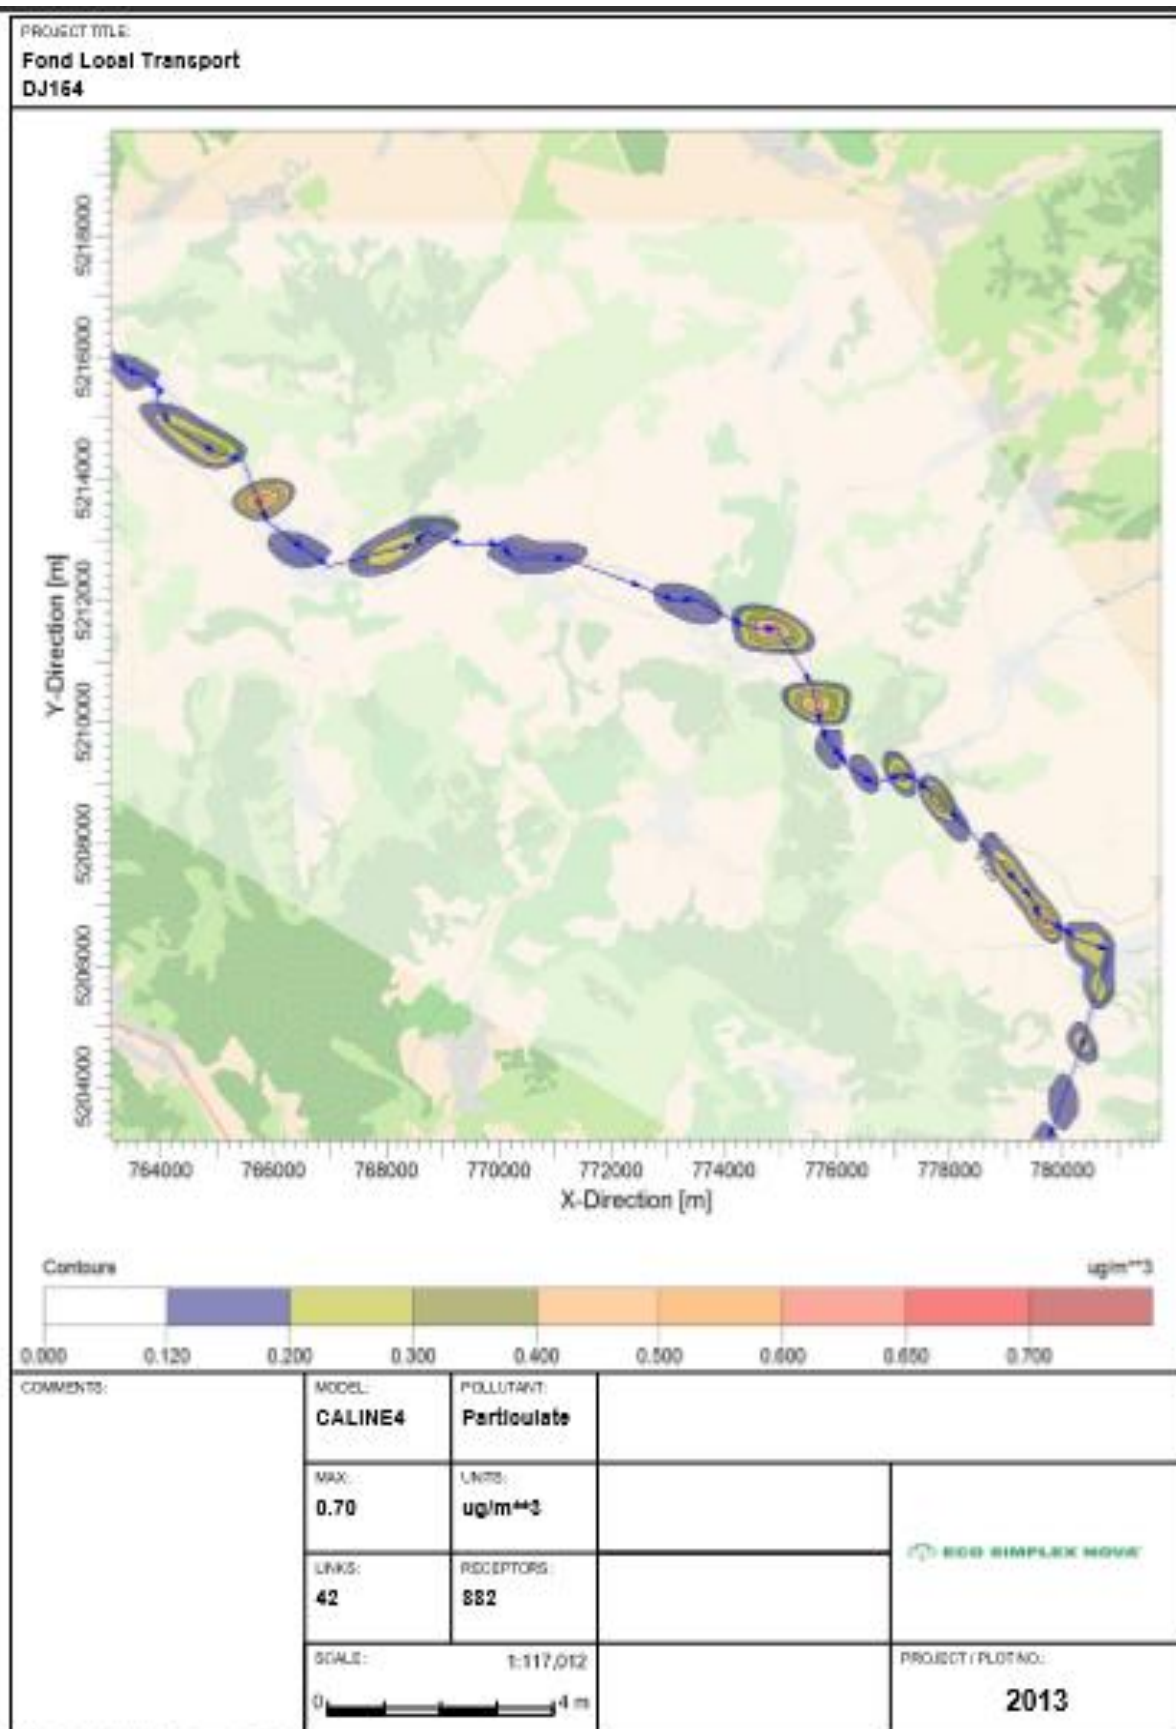 PROJECT TITLE:
Fond Local Transport
DJ164
5218000
5216000
5214000
5212000
5210000
5208000
5206000
5204000
Y-Direction [m]
764000 766000 768000 770000 772000 774000 776000 778000 780000
X-Direction [m]
Contours ug/m**3
0.000 0.120 0.200 0.300 0.400 0.500 0.600 0.650 0.700
COMMENTS:
MODEL:
CALINE4
POLLUTANT:
Particulate
MAX:
0.70
UNITS:
ug/m**3
LINKS:
42
RECEPTORS:
882
ECO SIMPLEX NOVA
SCALE: 1:117,012
0 4 m
PROJECT / PLOT NO.:
2013